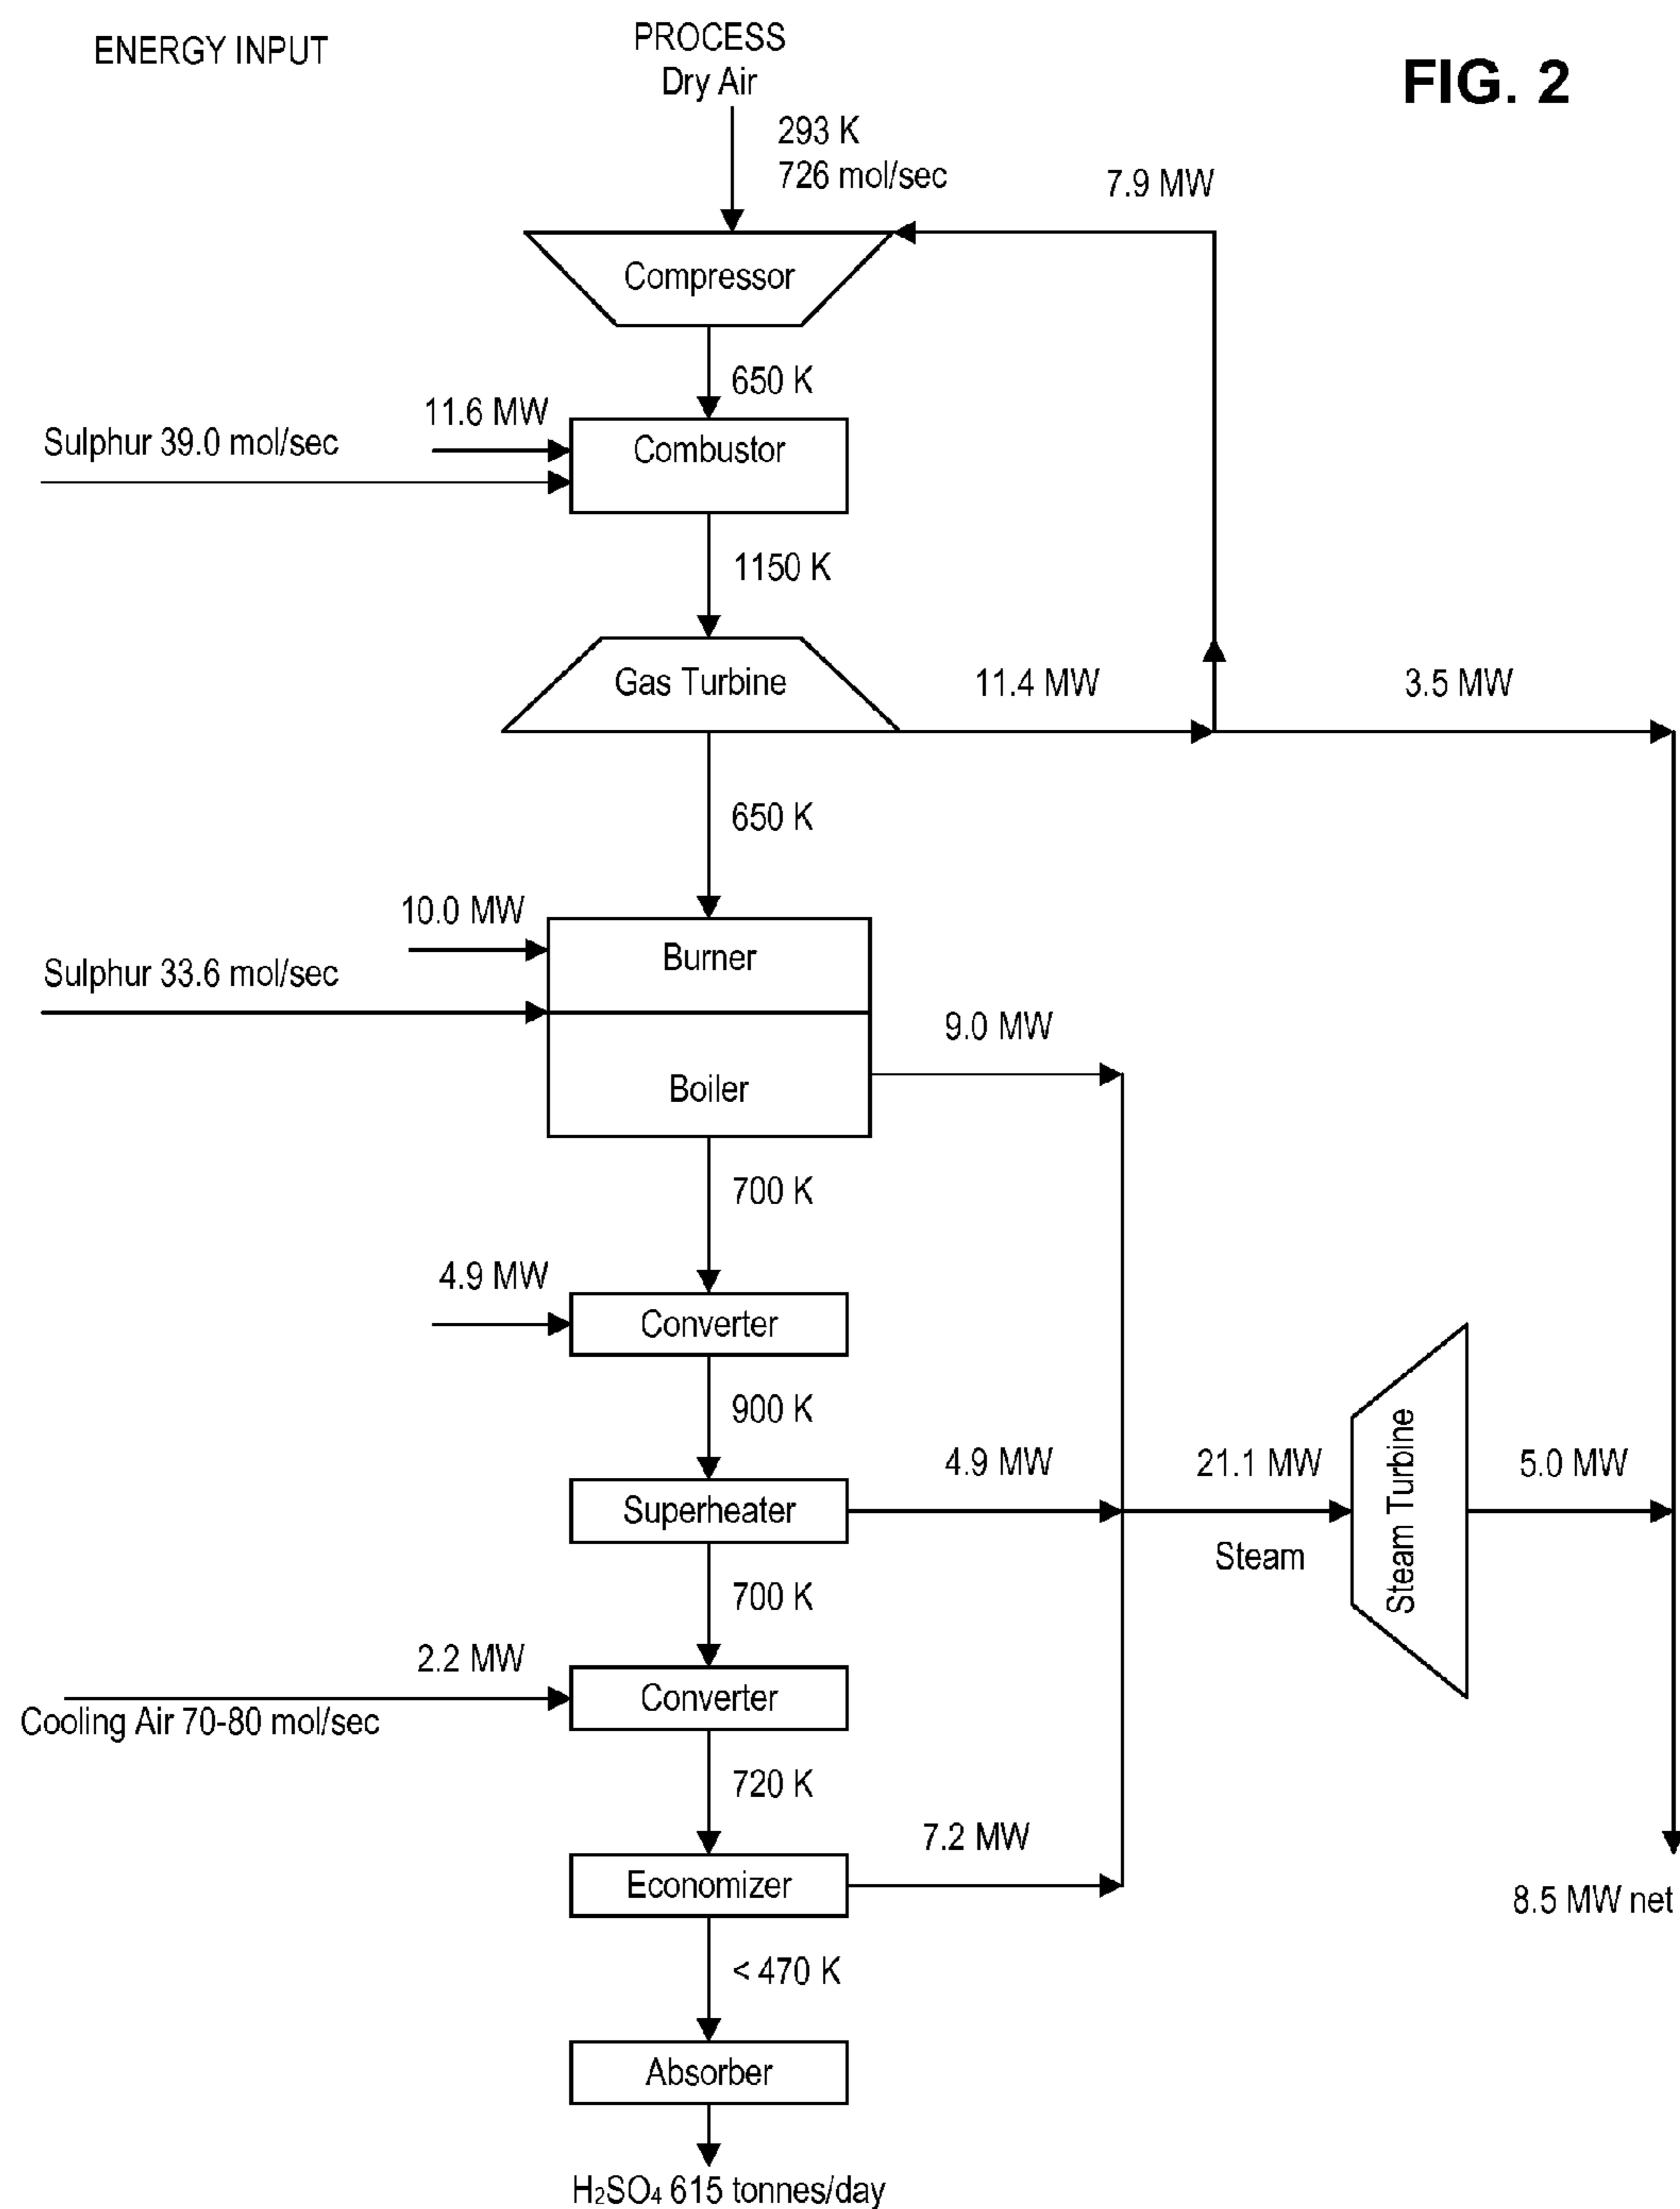 ENERGY INPUT
PROCESS
Dry Air
FIG. 2
293 K
726 mol/sec
7.9 MW
Compressor
650 K
11.6 MW
Sulphur 39.0 mol/sec
Combustor
1150 K
Gas Turbine
11.4 MW
3.5 MW
650 K
10.0 MW
Burner
Sulphur 33.6 mol/sec
9.0 MW
Boiler
700 K
4.9 MW
Converter
900 K
4.9 MW
21.1 MW
5.0 MW
Superheater
Steam
Steam Turbine
700 K
2.2 MW
Converter
Cooling Air 70-80 mol/sec
720 K
7.2 MW
Economizer
8.5 MW net
< 470 K
Absorber
H₂SO₄ 615 tonnes/day